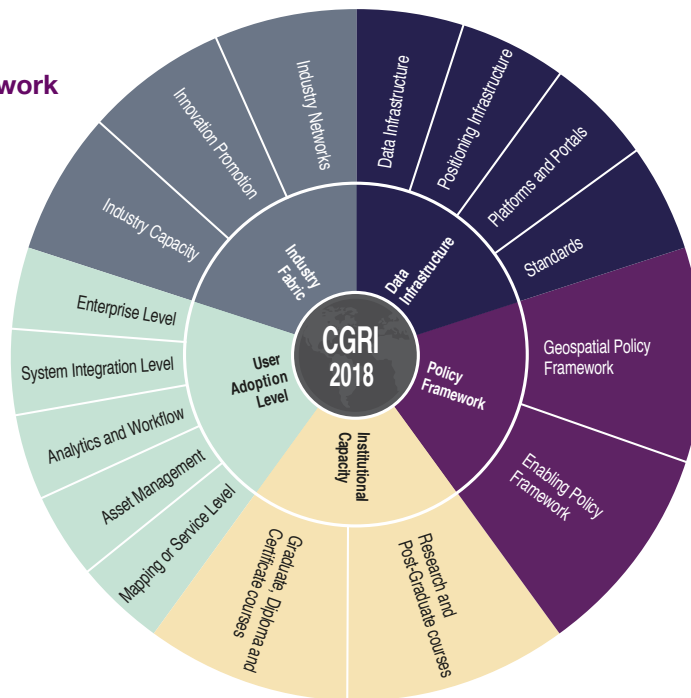 work
CGRI
2018
Data
Infrastructure
Data Infrastructure
Positioning Infrastructure
Platforms and Portals
Standards
Policy
Framework
Geospatial Policy
Framework
Enabling Policy
Framework
Institutional
Capacity
Research and
Post-Graduate courses
Graduate, Diploma and
Certificate courses
User
Adoption
Level
Mapping or Service Level
Asset Management
Analytics and Workflow
System Integration Level
Enterprise Level
Industry
Fabric
Industry Capacity
Innovation Promotion
Industry Networks